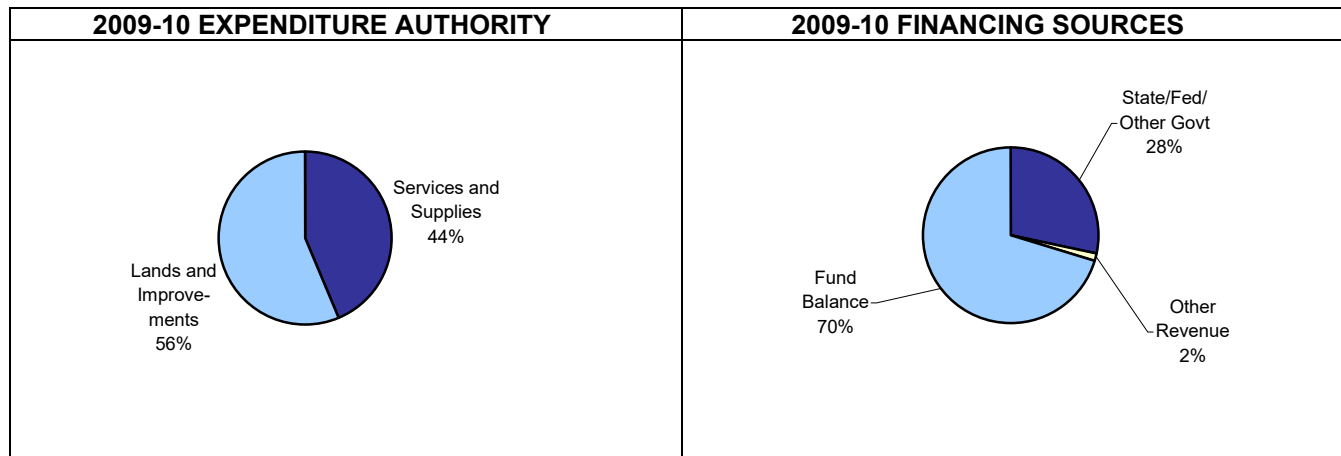 2009-10 EXPENDITURE AUTHORITY
2009-10 FINANCING SOURCES
Services and
Supplies
44%
Lands and
Improve-
ments
56%
State/Fed/
Other Govt
28%
Fund
Balance
70%
Other
Revenue
2%